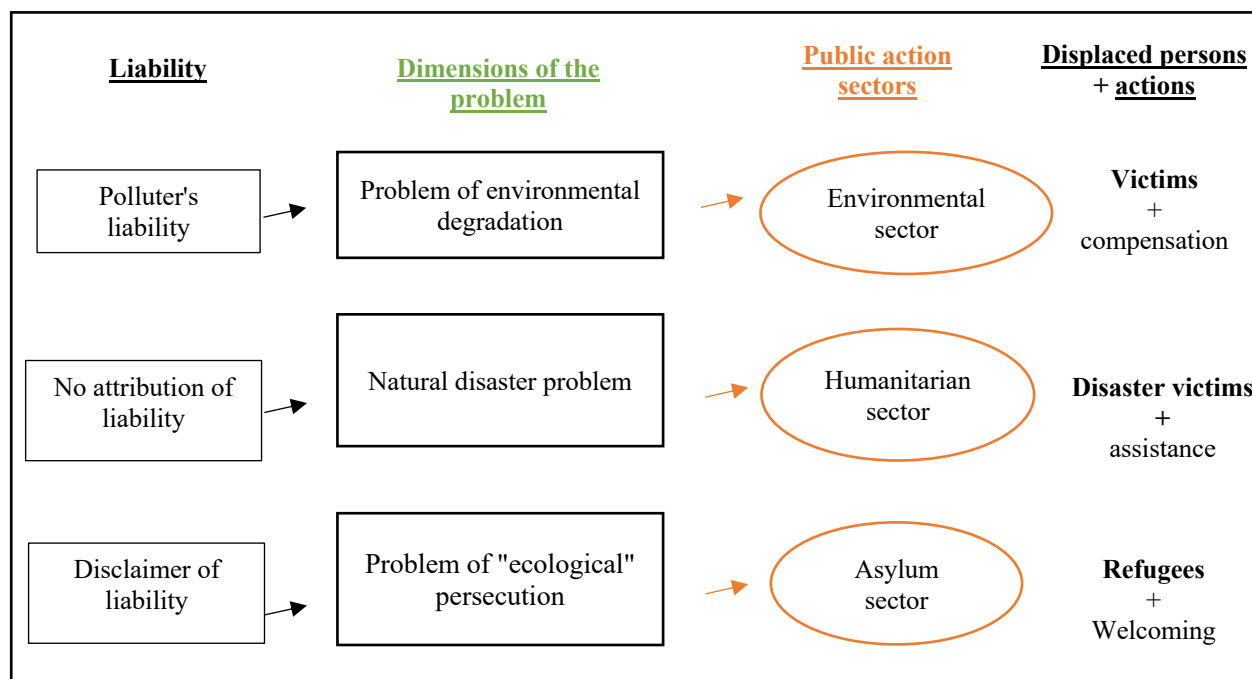 Liability
Dimensions of the
problem
Public action
sectors
Displaced persons
+ actions
Polluter's
liability
Problem of environmental
degradation
Environmental
sector
Victims
+
compensation
No attribution of
liability
Natural disaster problem
Humanitarian
sector
Disaster victims
+
assistance
Disclaimer of
liability
Problem of "ecological"
persecution
Asylum
sector
Refugees
+
Welcoming